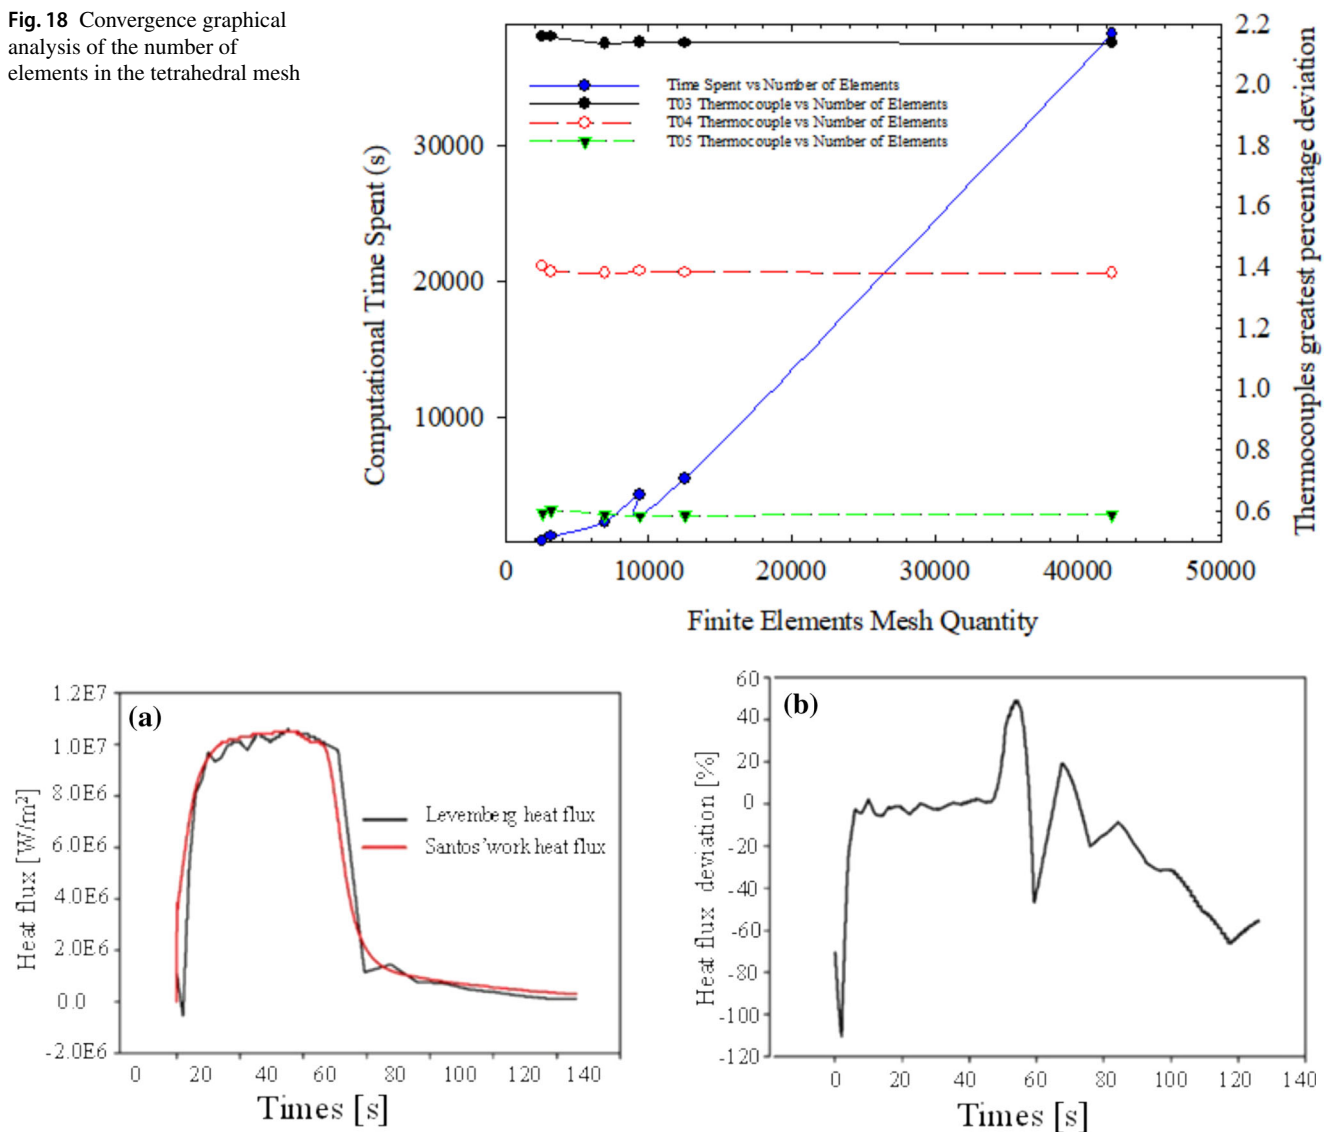 Fig. 18 Convergence graphical
analysis of the number of
elements in the tetrahedral mesh
Computational Time Spent (s)
30000
20000
10000
Time Spent vs Number of Elements
T03 Thermocouple vs Number of Elements
T04 Thermocouple vs Number of Elements
T05 Thermocouple vs Number of Elements
2.2
2.0
1.8
1.6
1.4
1.2
1.0
0.8
0.6
Thermocouples greatest percentage deviation
0 10000 20000 30000 40000 50000
Finite Elements Mesh Quantity
(a)
Heat flux [W/m²]
1.2E7
1.0E7
8.0E6
6.0E6
4.0E6
2.0E6
0.0
-2.0E6
Levemberg heat flux
Santos'work heat flux
0 20 40 60 80 100 120 140
Times [s]
(b)
Heat flux deviation [%]
60
40
20
0
-20
-40
-60
-80
-100
-120
0 20 40 60 80 100 120 140
Times [s]